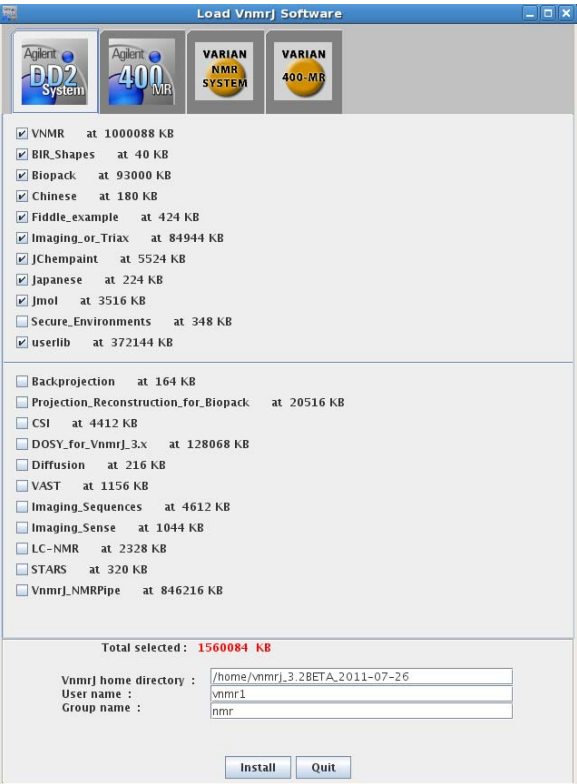 Load VnmrJ Software
Agilent DD2 System
Agilent 400 MR
VARIAN NMR SYSTEM
VARIAN 400-MR
VNMR at 1000088 KB
BIR_Shapes at 40 KB
Biopack at 93000 KB
Chinese at 180 KB
Fiddle_example at 424 KB
Imaging_or_Triax at 84944 KB
JChempaint at 5524 KB
Japanese at 224 KB
Jmol at 3516 KB
Secure_Environments at 348 KB
userlib at 372144 KB
Backprojection at 164 KB
Projection_Reconstruction_for_Biopack at 20516 KB
CSI at 4412 KB
DOSY_for_VnmrJ_3.x at 128068 KB
Diffusion at 216 KB
VAST at 1156 KB
Imaging_Sequences at 4612 KB
Imaging_Sense at 1044 KB
LC-NMR at 2328 KB
STARS at 320 KB
VnmrJ_NMRPipe at 846216 KB
Total selected: 1560084 KB
VnmrJ home directory : /home/vnmrj_3.2BETA_2011-07-26
User name : vnmr1
Group name : nmr
Install Quit